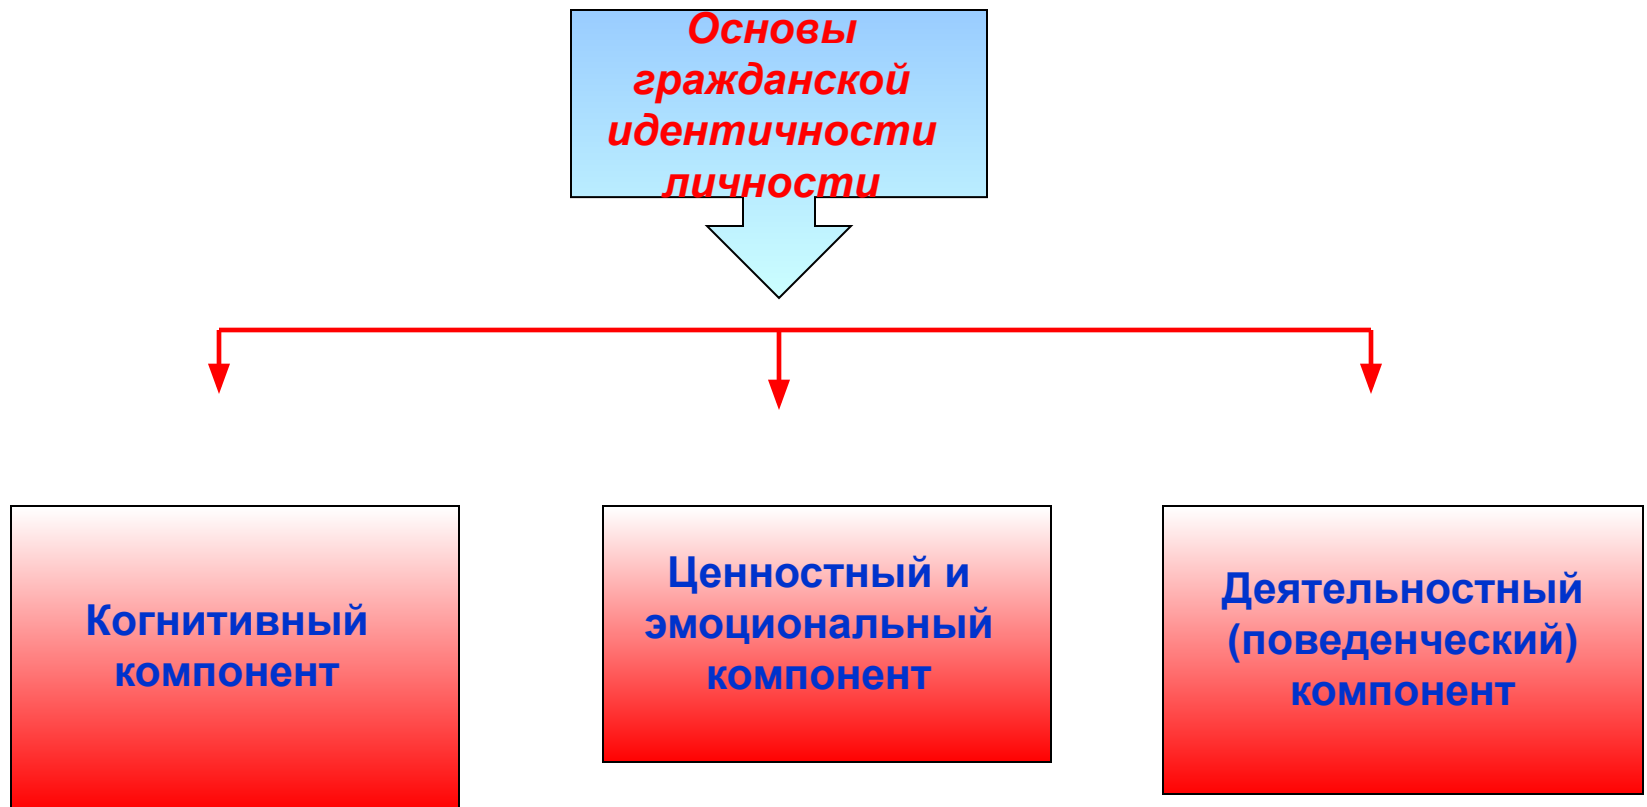 Основы
гражданской
идентичности
личности
Когнитивный
компонент
Ценностный и
эмоциональный
компонент
Деятельностный
(поведенческий)
компонент